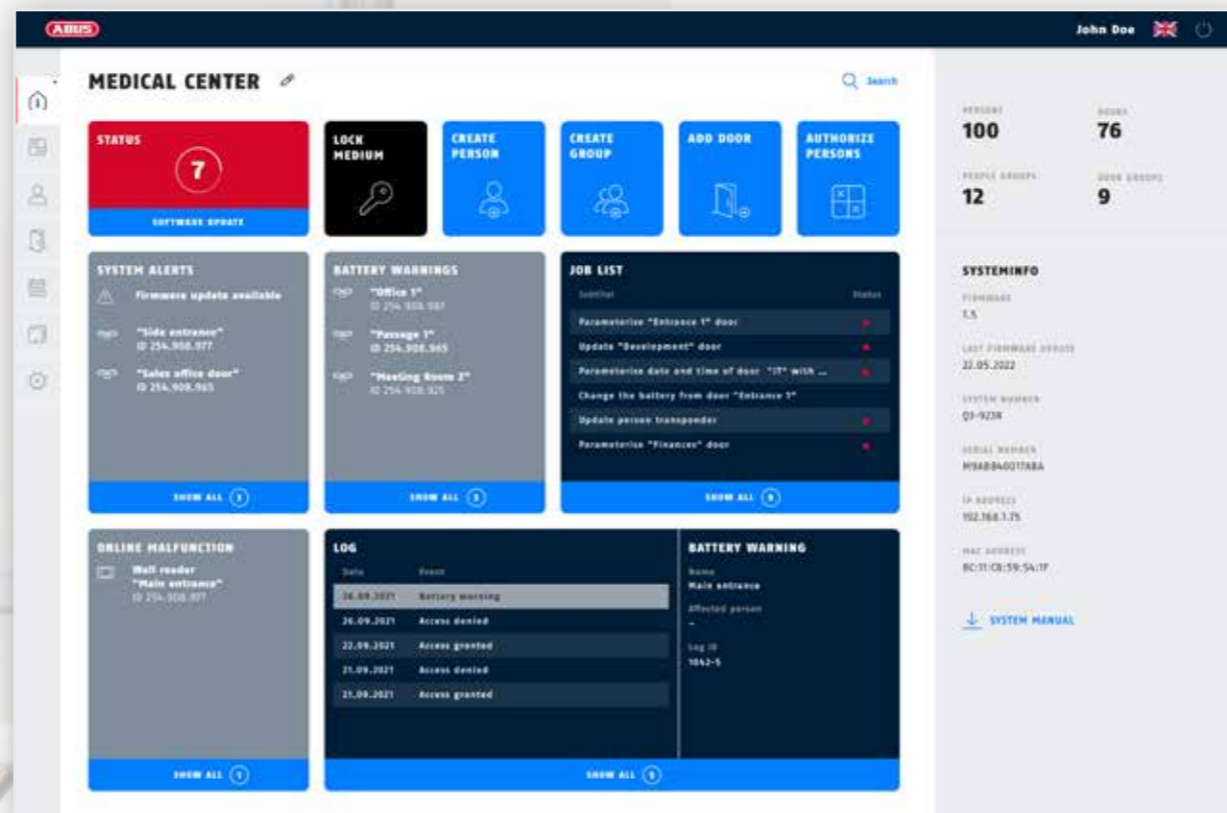 ABUS
John Doe
MEDICAL CENTER
Search
STATUS
7
SOFTWARE UPDATE
LOCK
MEDIUM
CREATE
PERSON
CREATE
GROUP
ADD DOOR
AUTHORIZE
PERSONS
SYSTEM ALERTS
Firmware update available
"Side entrance"
ID 254.908.977
"Sales office door"
ID 254.908.965
SHOW ALL
BATTERY WARNINGS
"Office 1"
ID 254.908.987
"Passage 1"
ID 254.908.965
"Meeting Room 2"
ID 254.908.925
SHOW ALL
JOB LIST
Status
Parameterise "Entrance 1" door
Update "Development" door
Parameterise date and time of door "IT" with ...
Change the battery from door "Entrance 1"
Update person transponder
Parameterise "Finances" door
SHOW ALL
ONLINE MALFUNCTION
Wall reader
"Main entrance"
ID 254.908.977
SHOW ALL 1
LOG
Date Event
26.09.2021 Battery warning
26.09.2021 Access denied
22.09.2021 Access granted
21.09.2021 Access denied
21.09.2021 Access granted
BATTERY WARNING
Name
Main entrance
Affected person
–
Log ID
1042-5
SHOW ALL
PERSONS DOORS
100 76
PEOPLE GROUPS DOOR GROUPS
12 9
SYSTEMINFO
FIRMWARE
1.5
LAST FIRMWARE UPDATE
22.05.2022
SYSTEM NUMBER
SERIAL NUMBER
IP ADDRESS
192.168.1.75
MAC ADDRESS
SYSTEM MANUAL